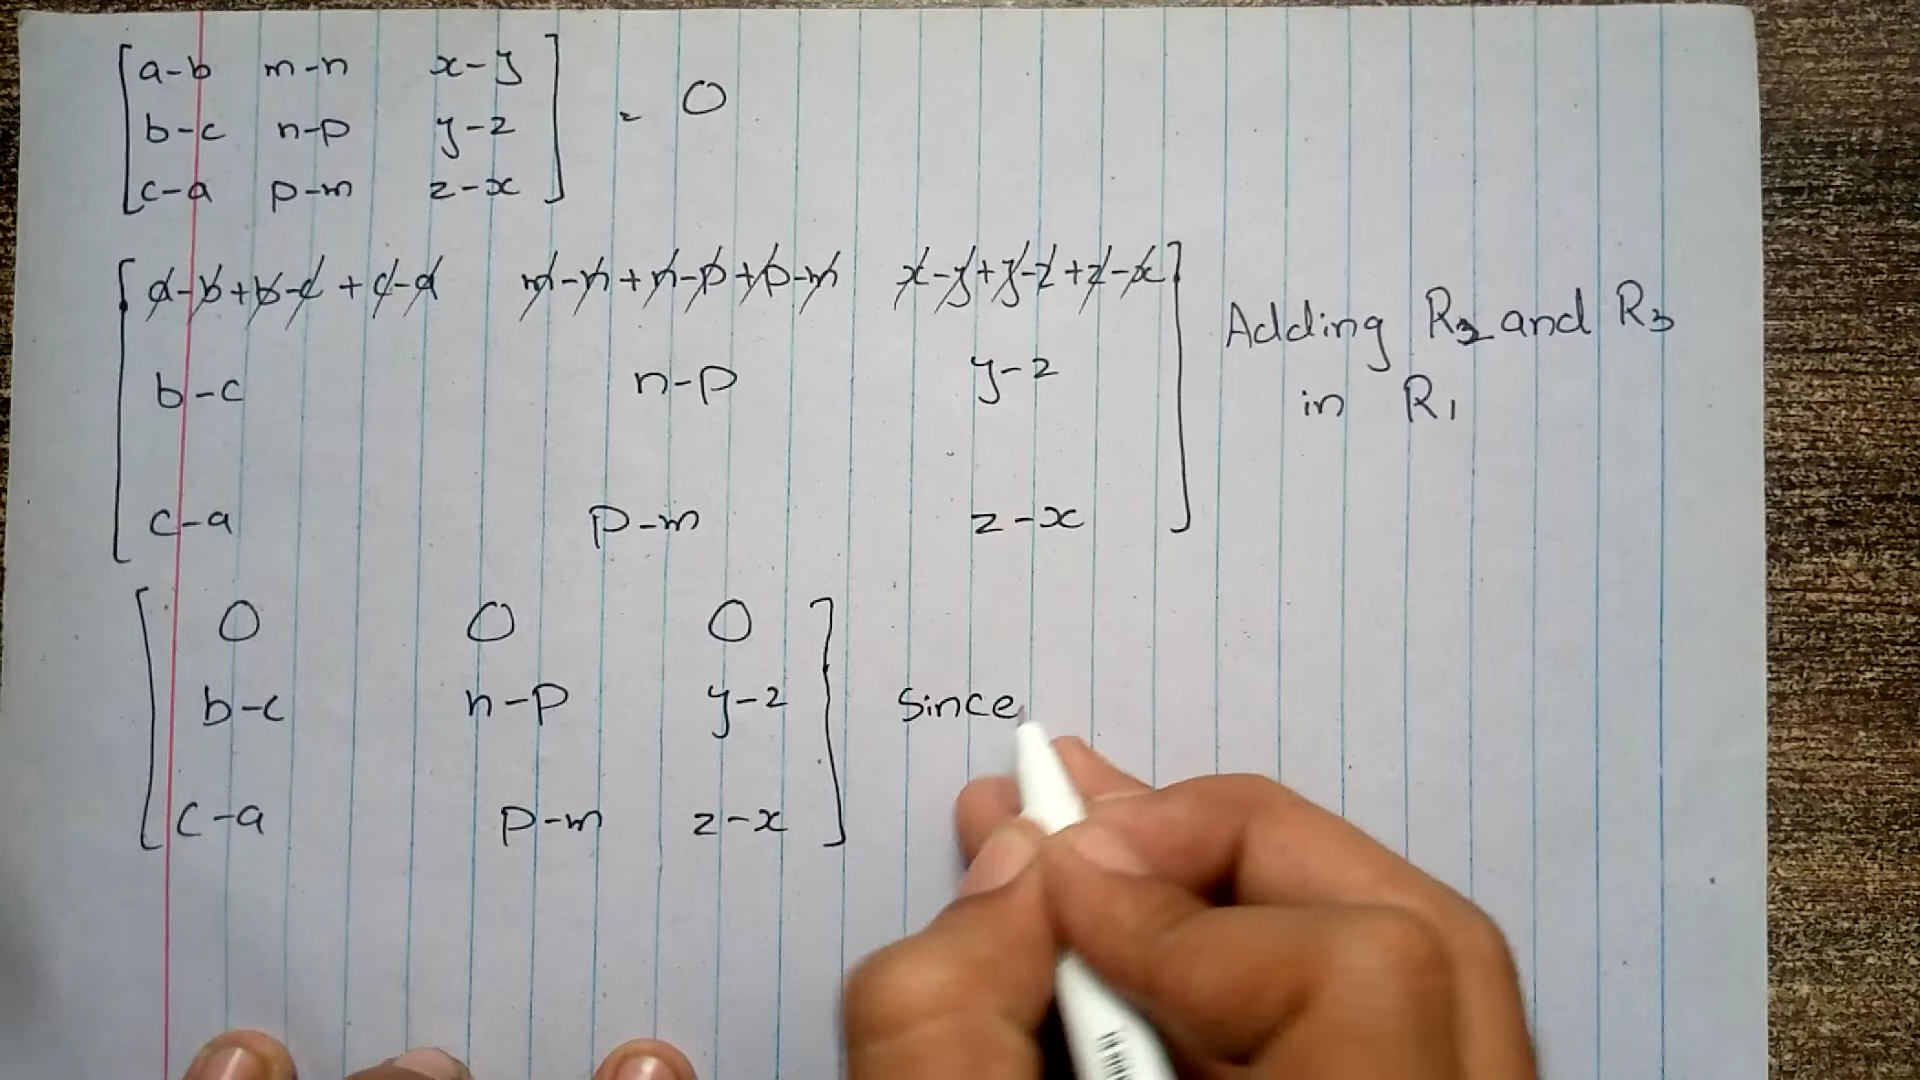 [a-b m-n x-y]
[b-c n-p y-z] = 0
[c-a p-m z-x]
[a-b+b-c+c-a m-n+n-p+p-m x-y+y-z+z-x] Adding R2 and R3
b-c n-p y-z in R1
c-a p-m z-x
[0 0 0]
b-c n-p y-z since
c-a p-m z-x